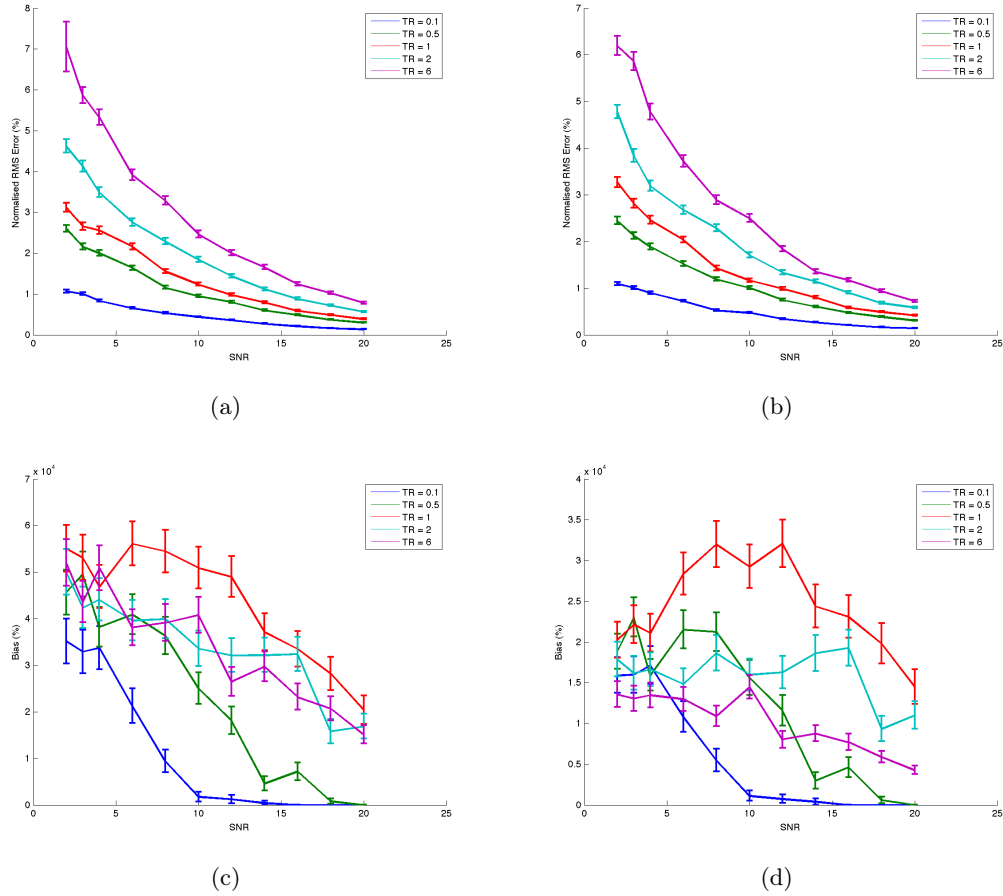 8
7
6
5
4
3
2
1
0
Normalised RMS Error (%)
0 5 10 15 20 25
SNR
TR = 0.1
TR = 0.5
TR = 1
TR = 2
TR = 6
(a)
7
6
5
4
3
2
1
0
Normalised RMS Error (%)
0 5 10 15 20 25
SNR
TR = 0.1
TR = 0.5
TR = 1
TR = 2
TR = 6
(b)
x 10^4
7
6
5
4
3
2
1
0
Bias (%)
0 5 10 15 20 25
SNR
TR = 0.1
TR = 0.5
TR = 1
TR = 2
TR = 6
(c)
x 10^4
4
3.5
3
2.5
2
1.5
1
0.5
0
Bias (%)
0 5 10 15 20 25
SNR
TR = 0.1
TR = 0.5
TR = 1
TR = 2
TR = 6
(d)